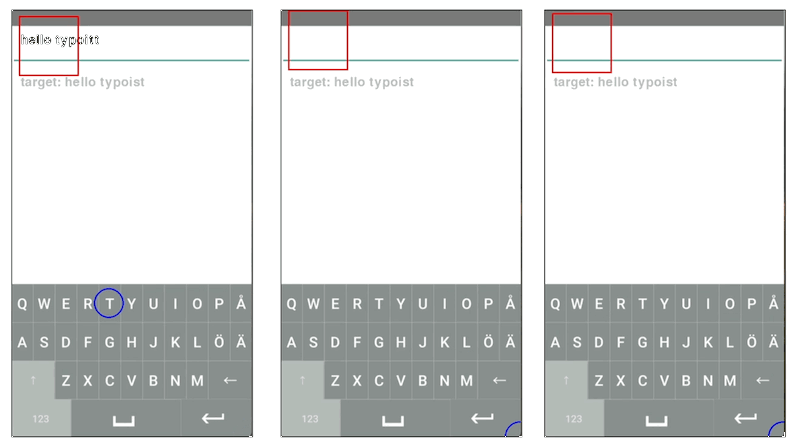 hello typoitt
target: hello typoist
Q W E R T Y U I O P Å
A S D F G H J K L Ö Ä
↑ Z X C V B N M ←
123
target: hello typoist
Q W E R T Y U I O P Å
A S D F G H J K L Ö Ä
↑ Z X C V B N M ←
123
target: hello typoist
Q W E R T Y U I O P Å
A S D F G H J K L Ö Ä
↑ Z X C V B N M ←
123